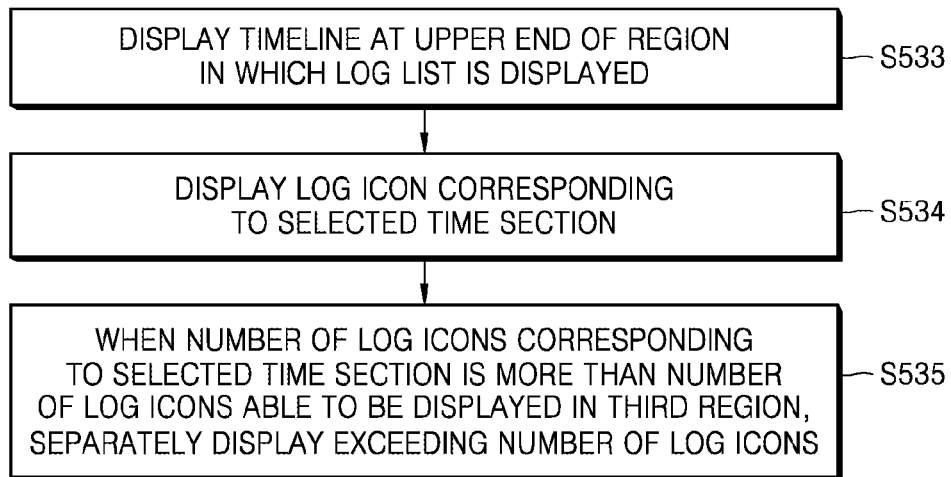 DISPLAY TIMELINE AT UPPER END OF REGION
IN WHICH LOG LIST IS DISPLAYED
S533
DISPLAY LOG ICON CORRESPONDING
TO SELECTED TIME SECTION
S534
WHEN NUMBER OF LOG ICONS CORRESPONDING
TO SELECTED TIME SECTION IS MORE THAN NUMBER
OF LOG ICONS ABLE TO BE DISPLAYED IN THIRD REGION,
SEPARATELY DISPLAY EXCEEDING NUMBER OF LOG ICONS
S535